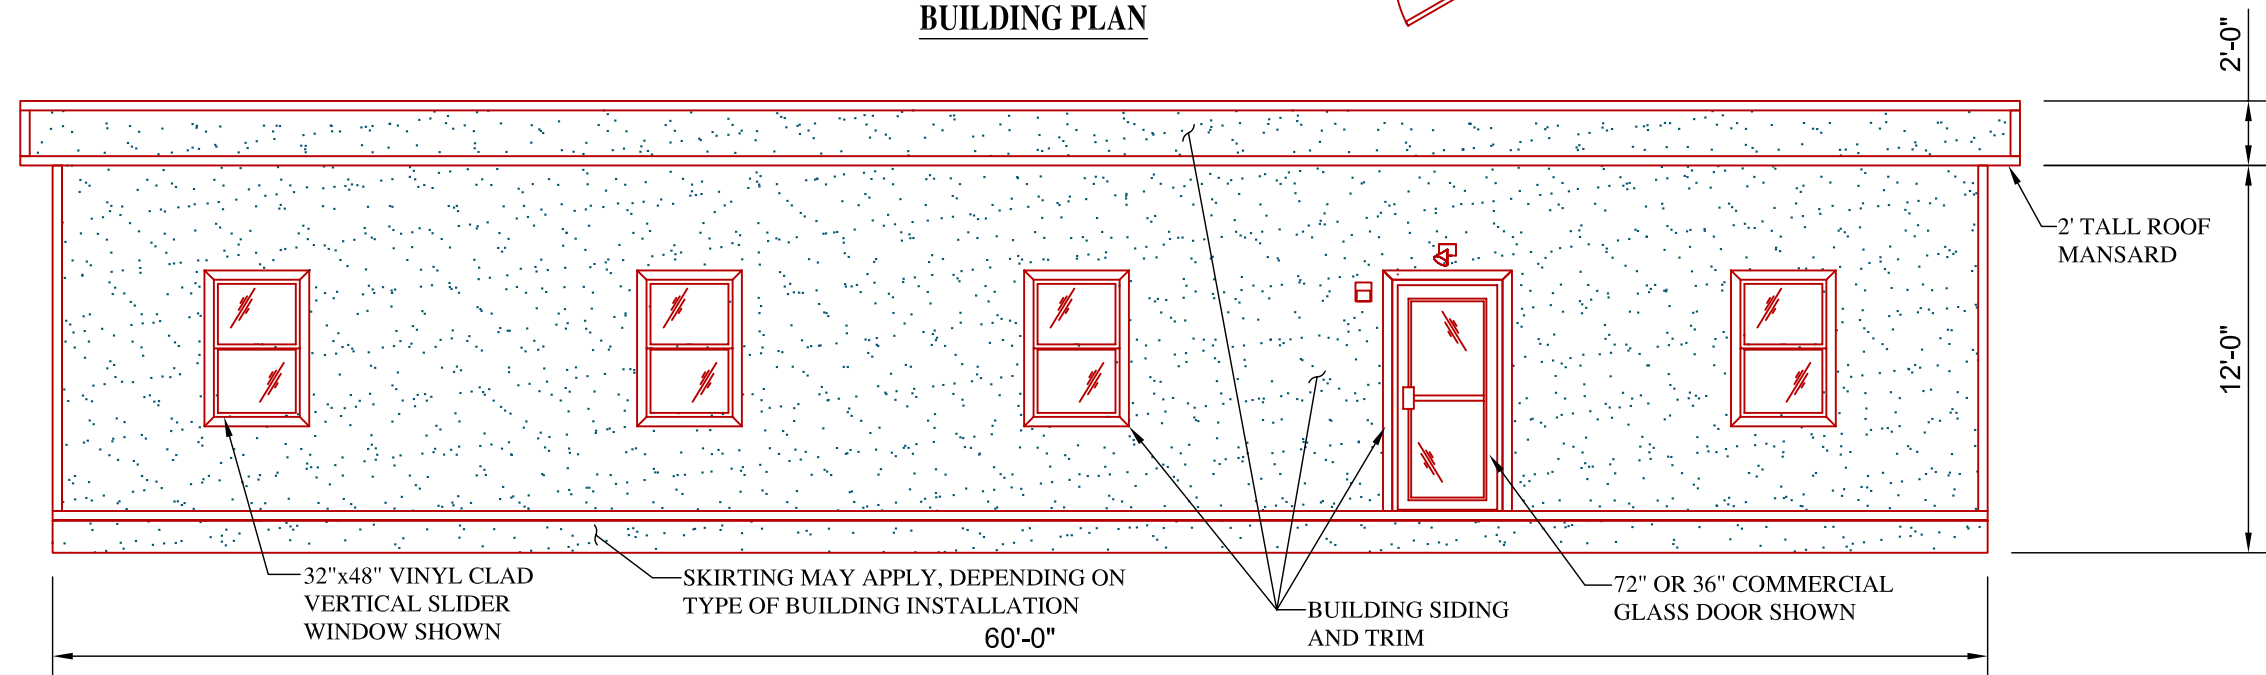 BUILDING PLAN
2'-0"
2' TALL ROOF
MANSARD
12'-0"
32"x48" VINYL CLAD
VERTICAL SLIDER
WINDOW SHOWN
SKIRTING MAY APPLY, DEPENDING ON
TYPE OF BUILDING INSTALLATION
BUILDING SIDING
AND TRIM
72" OR 36" COMMERCIAL
GLASS DOOR SHOWN
60'-0"